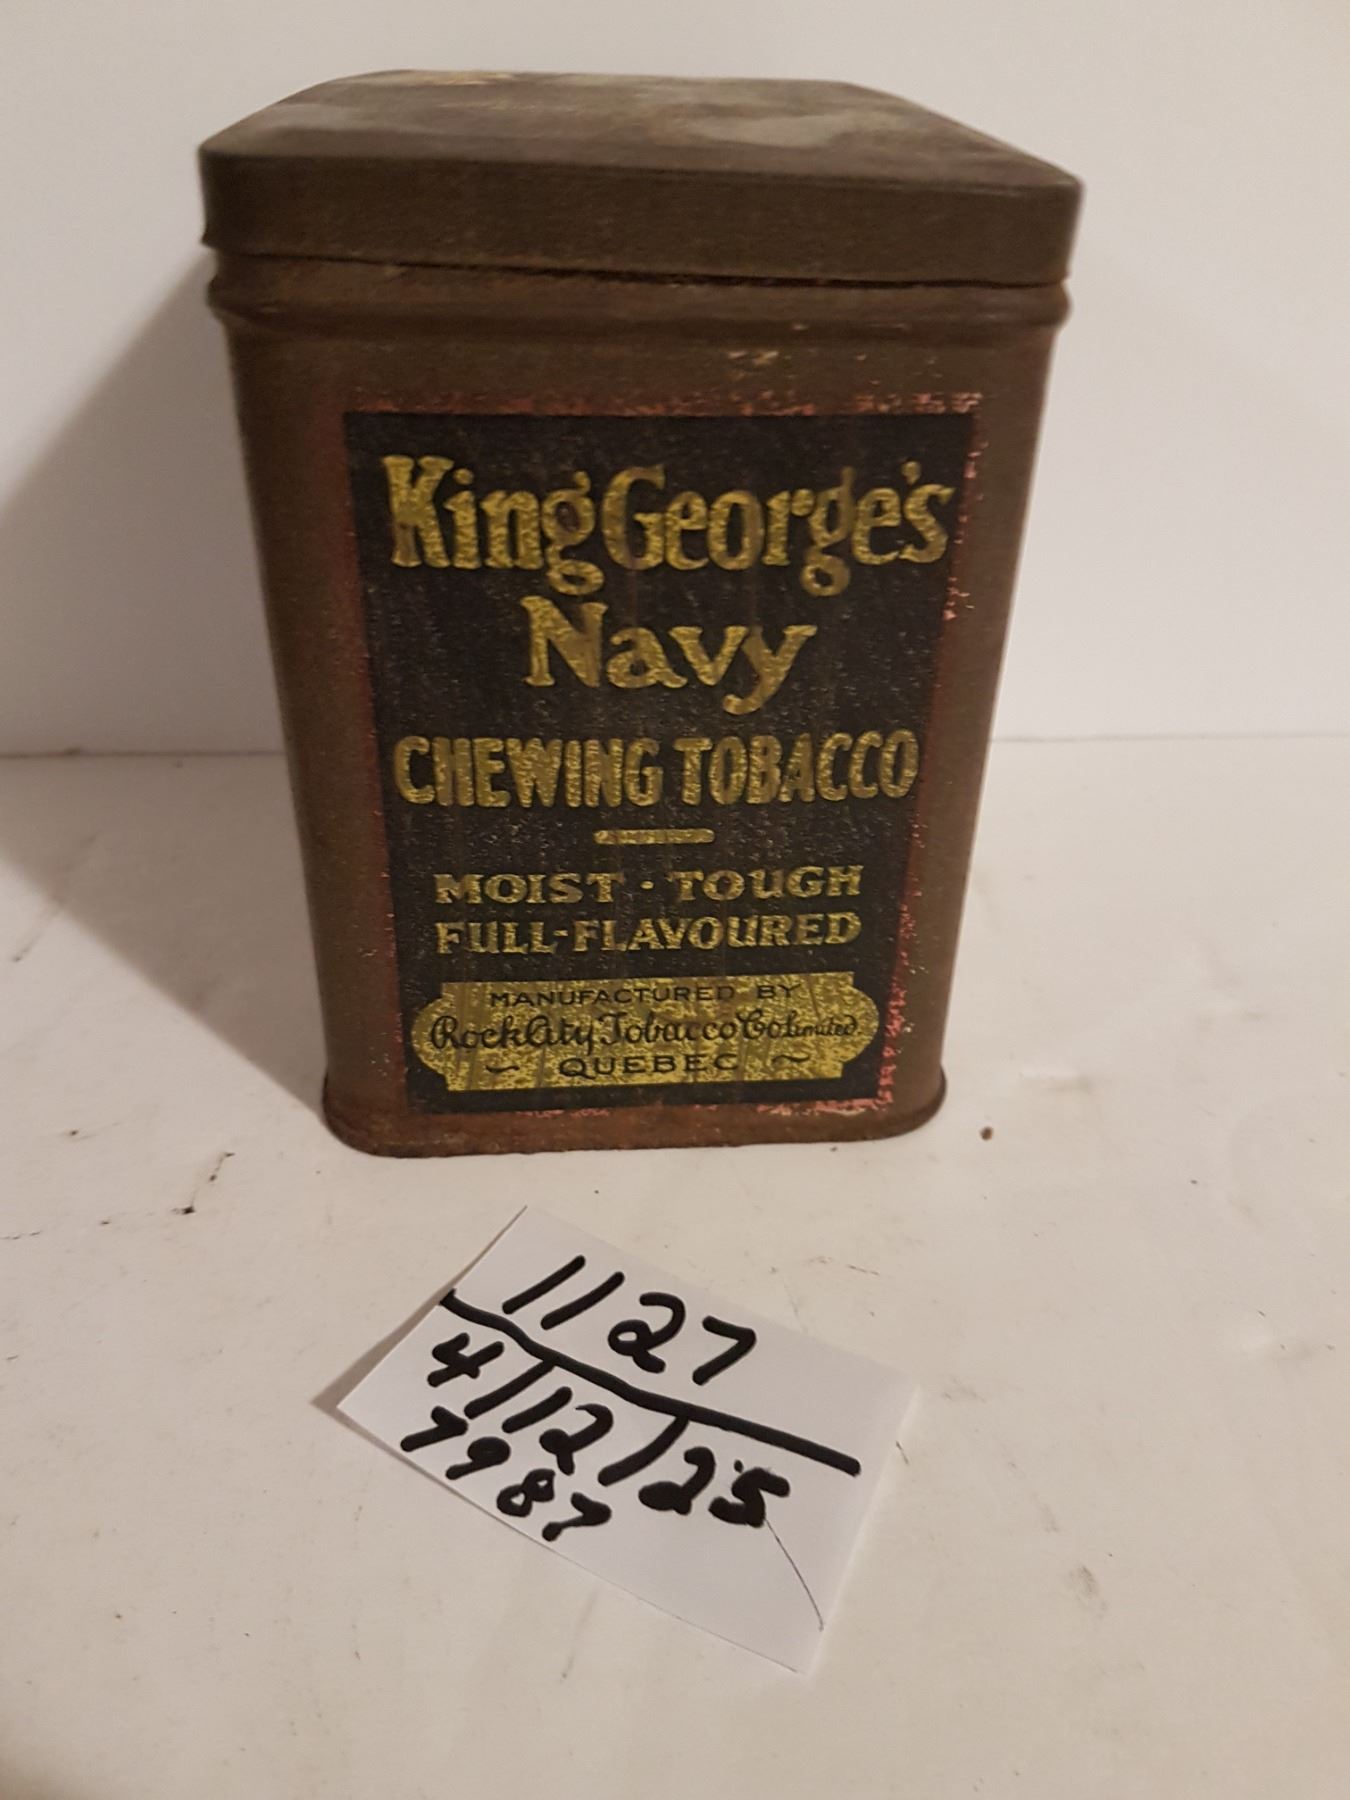 King George's
Navy
CHEWING TOBACCO
MOIST · TOUGH
FULL-FLAVOURED
MANUFACTURED BY
Rock City Tobacco Co Limited
~ QUEBEC ~
1127
4/12/25
7987